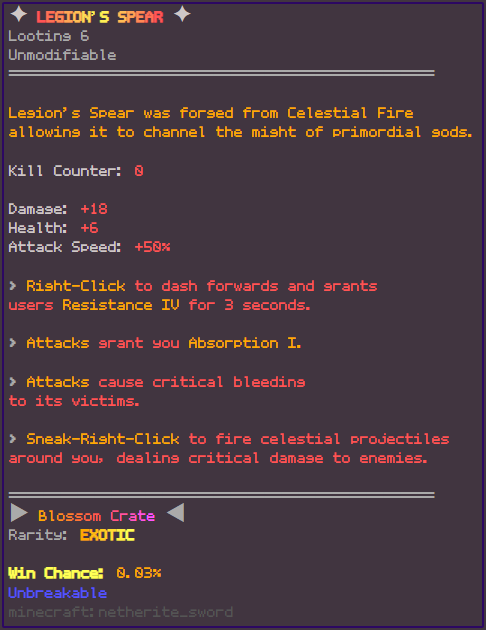 ✦ LEGION'S SPEAR ✦
Looting 6
Unmodifiable
Legion's Spear was forged from Celestial Fire
allowing it to channel the might of primordial gods.
Kill Counter: 0
Damage: +18
Health: +6
Attack Speed: +50%
> Right-Click to dash forwards and grants
users Resistance IV for 3 seconds.
> Attacks grant you Absorption I.
> Attacks cause critical bleeding
to its victims.
> Sneak-Right-Click to fire celestial projectiles
around you, dealing critical damage to enemies.
▶ Blossom Crate ◀
Rarity: EXOTIC
Win Chance: 0.03%
Unbreakable
minecraft:netherite_sword